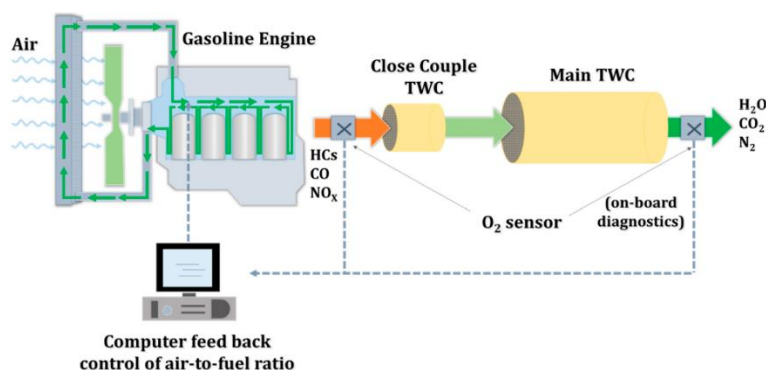 Air
Gasoline Engine
Close Couple
TWC
Main TWC
HCs
CO
NOX
H2O
CO2
N2
O2 sensor
(on-board
diagnostics)
Computer feed back
control of air-to-fuel ratio